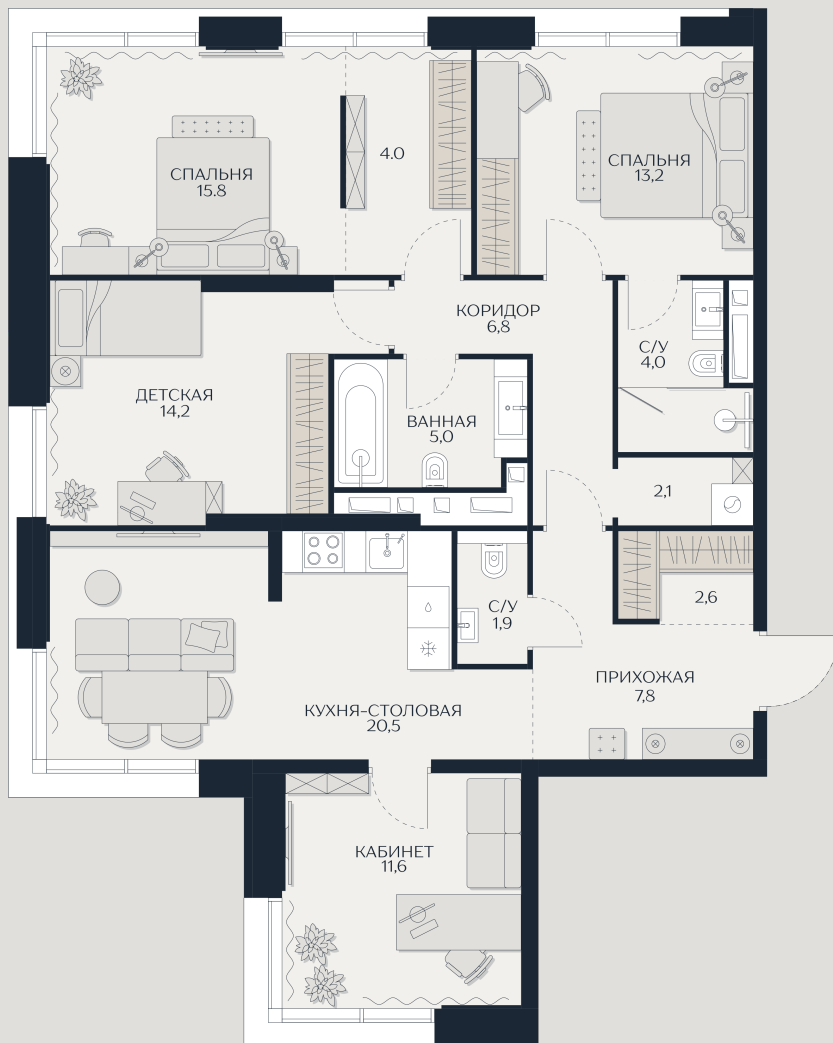 СПАЛЬНЯ
15.8
4.0
СПАЛЬНЯ
13,2
КОРИДОР
6,8
С/У
4,0
ДЕТСКАЯ
14,2
ВАННАЯ
5,0
2,1
С/У
1,9
2,6
ПРИХОЖАЯ
7,8
КУХНЯ-СТОЛОВАЯ
20,5
КАБИНЕТ
11,6